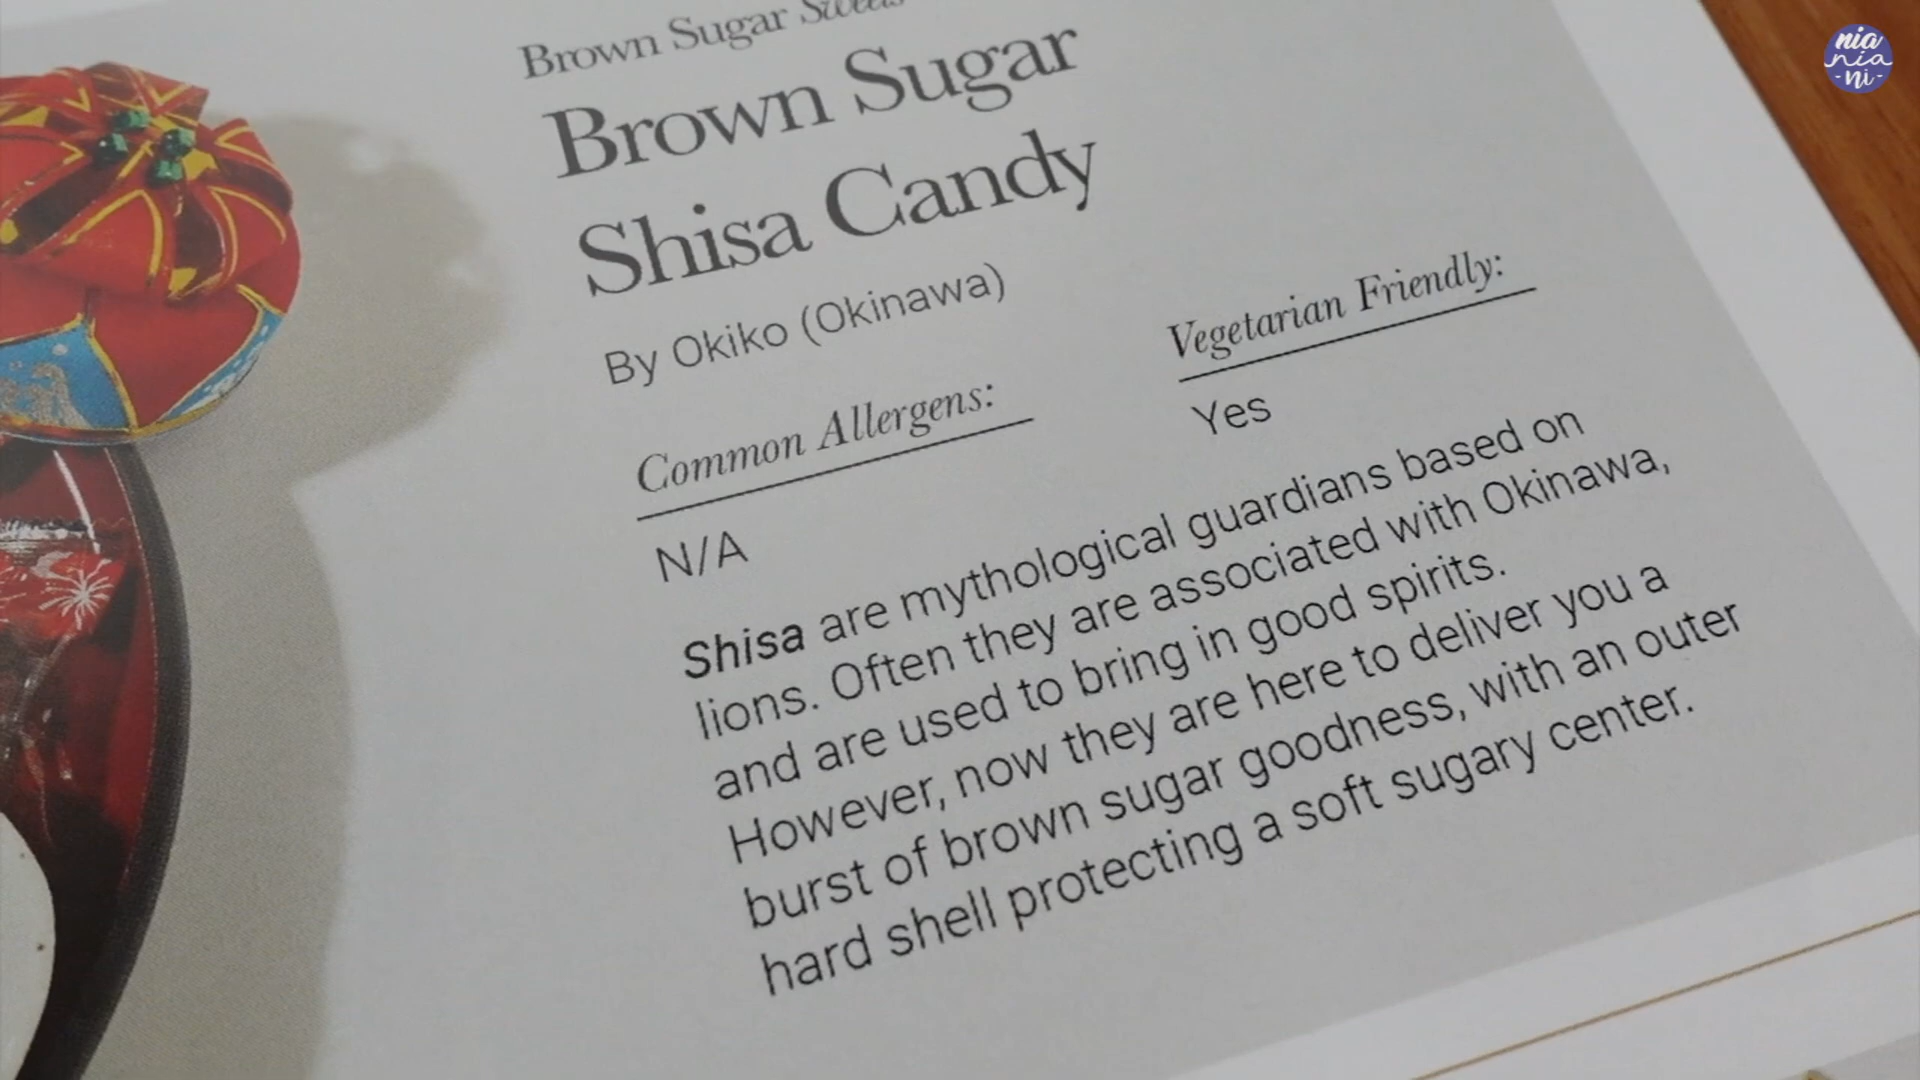 Brown Sugar Sweets
Brown Sugar
Shisa Candy
By Okiko (Okinawa)
Common Allergens:
N/A
Vegetarian Friendly:
Yes
Shisa are mythological guardians based on
lions. Often they are associated with Okinawa,
and are used to bring in good spirits.
However, now they are here to deliver you a
burst of brown sugar goodness, with an outer
hard shell protecting a soft sugary center.
nia
nia
-ni-